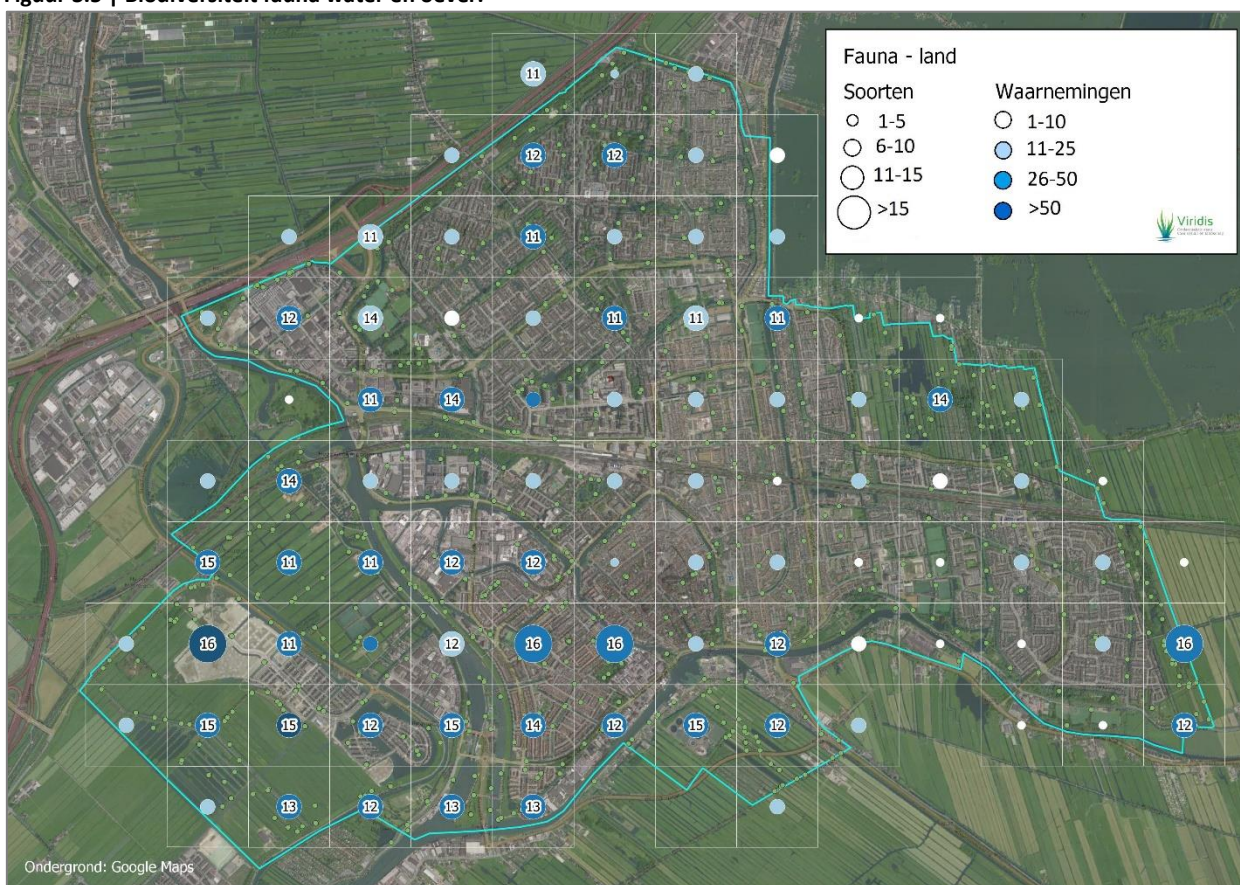 Figuur 3.5 | Biodiversiteit fauna water en oever.
Fauna - land
Soorten Waarnemingen
1-5 1-10
6-10 11-25
11-15 26-50
>15 >50
Viridis
11
12 12
11 11
12 14 11 11 11
11 14 14
14
15 11 11 12 12
16 11 12 16 16 12 16
15 15 12 15 14 12 15 12 12
13 12 13 13
Ondergrond: Google Maps